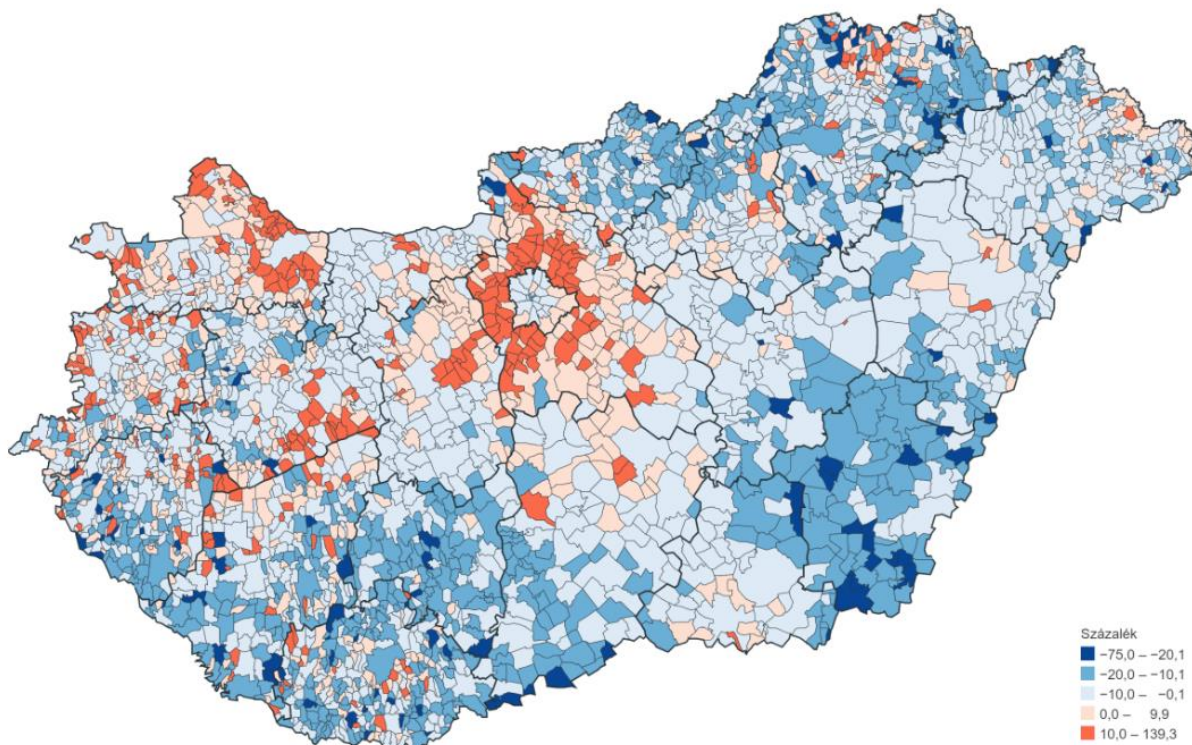 Százalék
−75,0 – −20,1
−20,0 – −10,1
−10,0 – −0,1
0,0 – 9,9
10,0 – 139,3